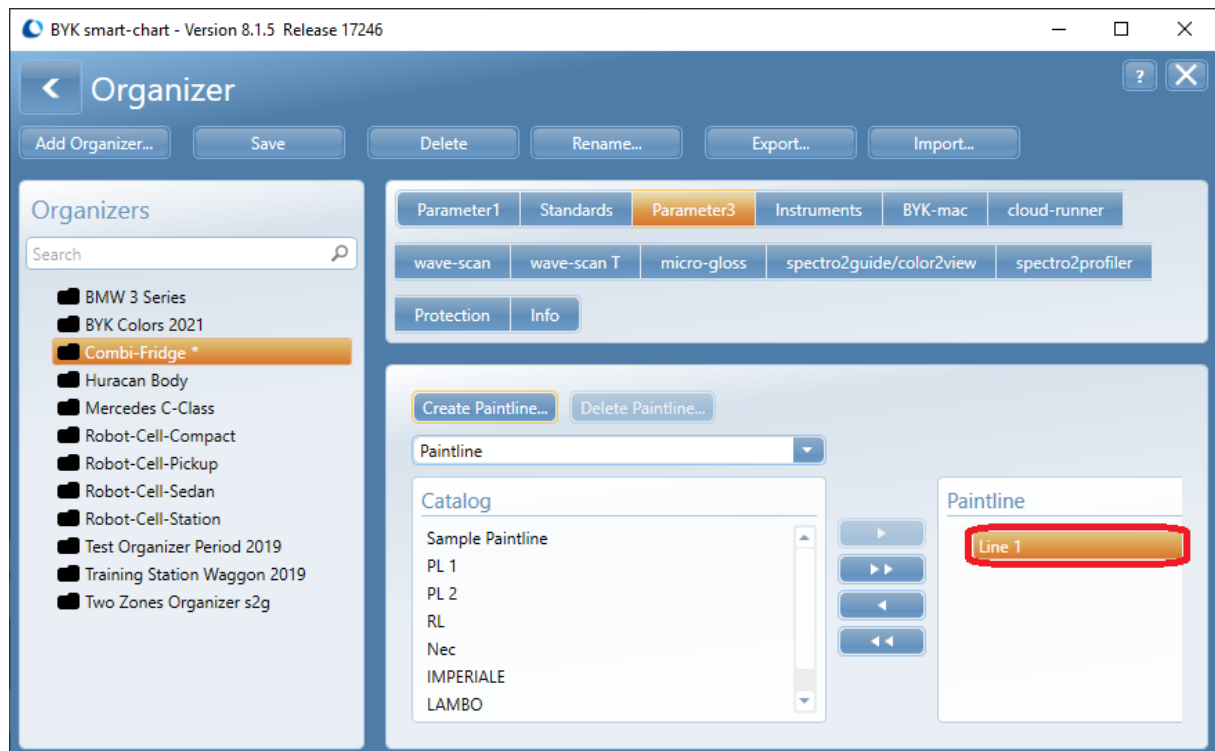 BYK smart-chart - Version 8.1.5 Release 17246
Organizer
?
Add Organizer... Save Delete Rename... Export... Import...
Organizers
Search
BMW 3 Series
BYK Colors 2021
Combi-Fridge *
Huracan Body
Mercedes C-Class
Robot-Cell-Compact
Robot-Cell-Pickup
Robot-Cell-Sedan
Robot-Cell-Station
Test Organizer Period 2019
Training Station Waggon 2019
Two Zones Organizer s2g
Parameter1 Standards Parameter3 Instruments BYK-mac cloud-runner
wave-scan wave-scan T micro-gloss spectro2guide/color2view spectro2profiler
Protection Info
Create Paintline... Delete Paintline...
Paintline
Catalog
Sample Paintline
PL 1
PL 2
RL
Nec
IMPERIALE
LAMBO
Paintline
Line 1